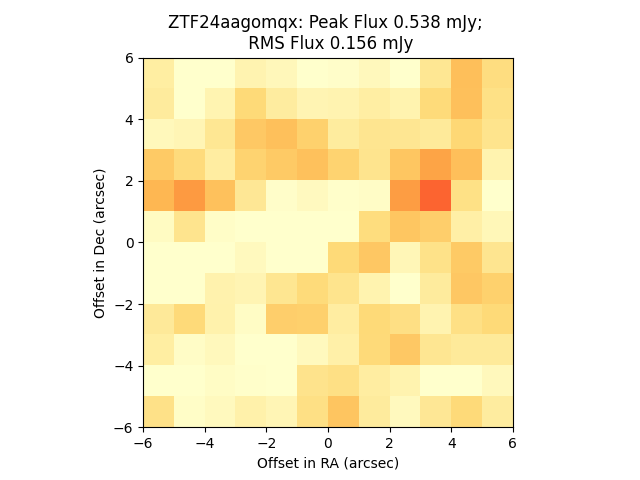 ZTF24aagomqx: Peak Flux 0.538 mJy;
RMS Flux 0.156 mJy
6
4
2
0
−2
−4
−6
Offset in Dec (arcsec)
−6 −4 −2 0 2 4 6
Offset in RA (arcsec)